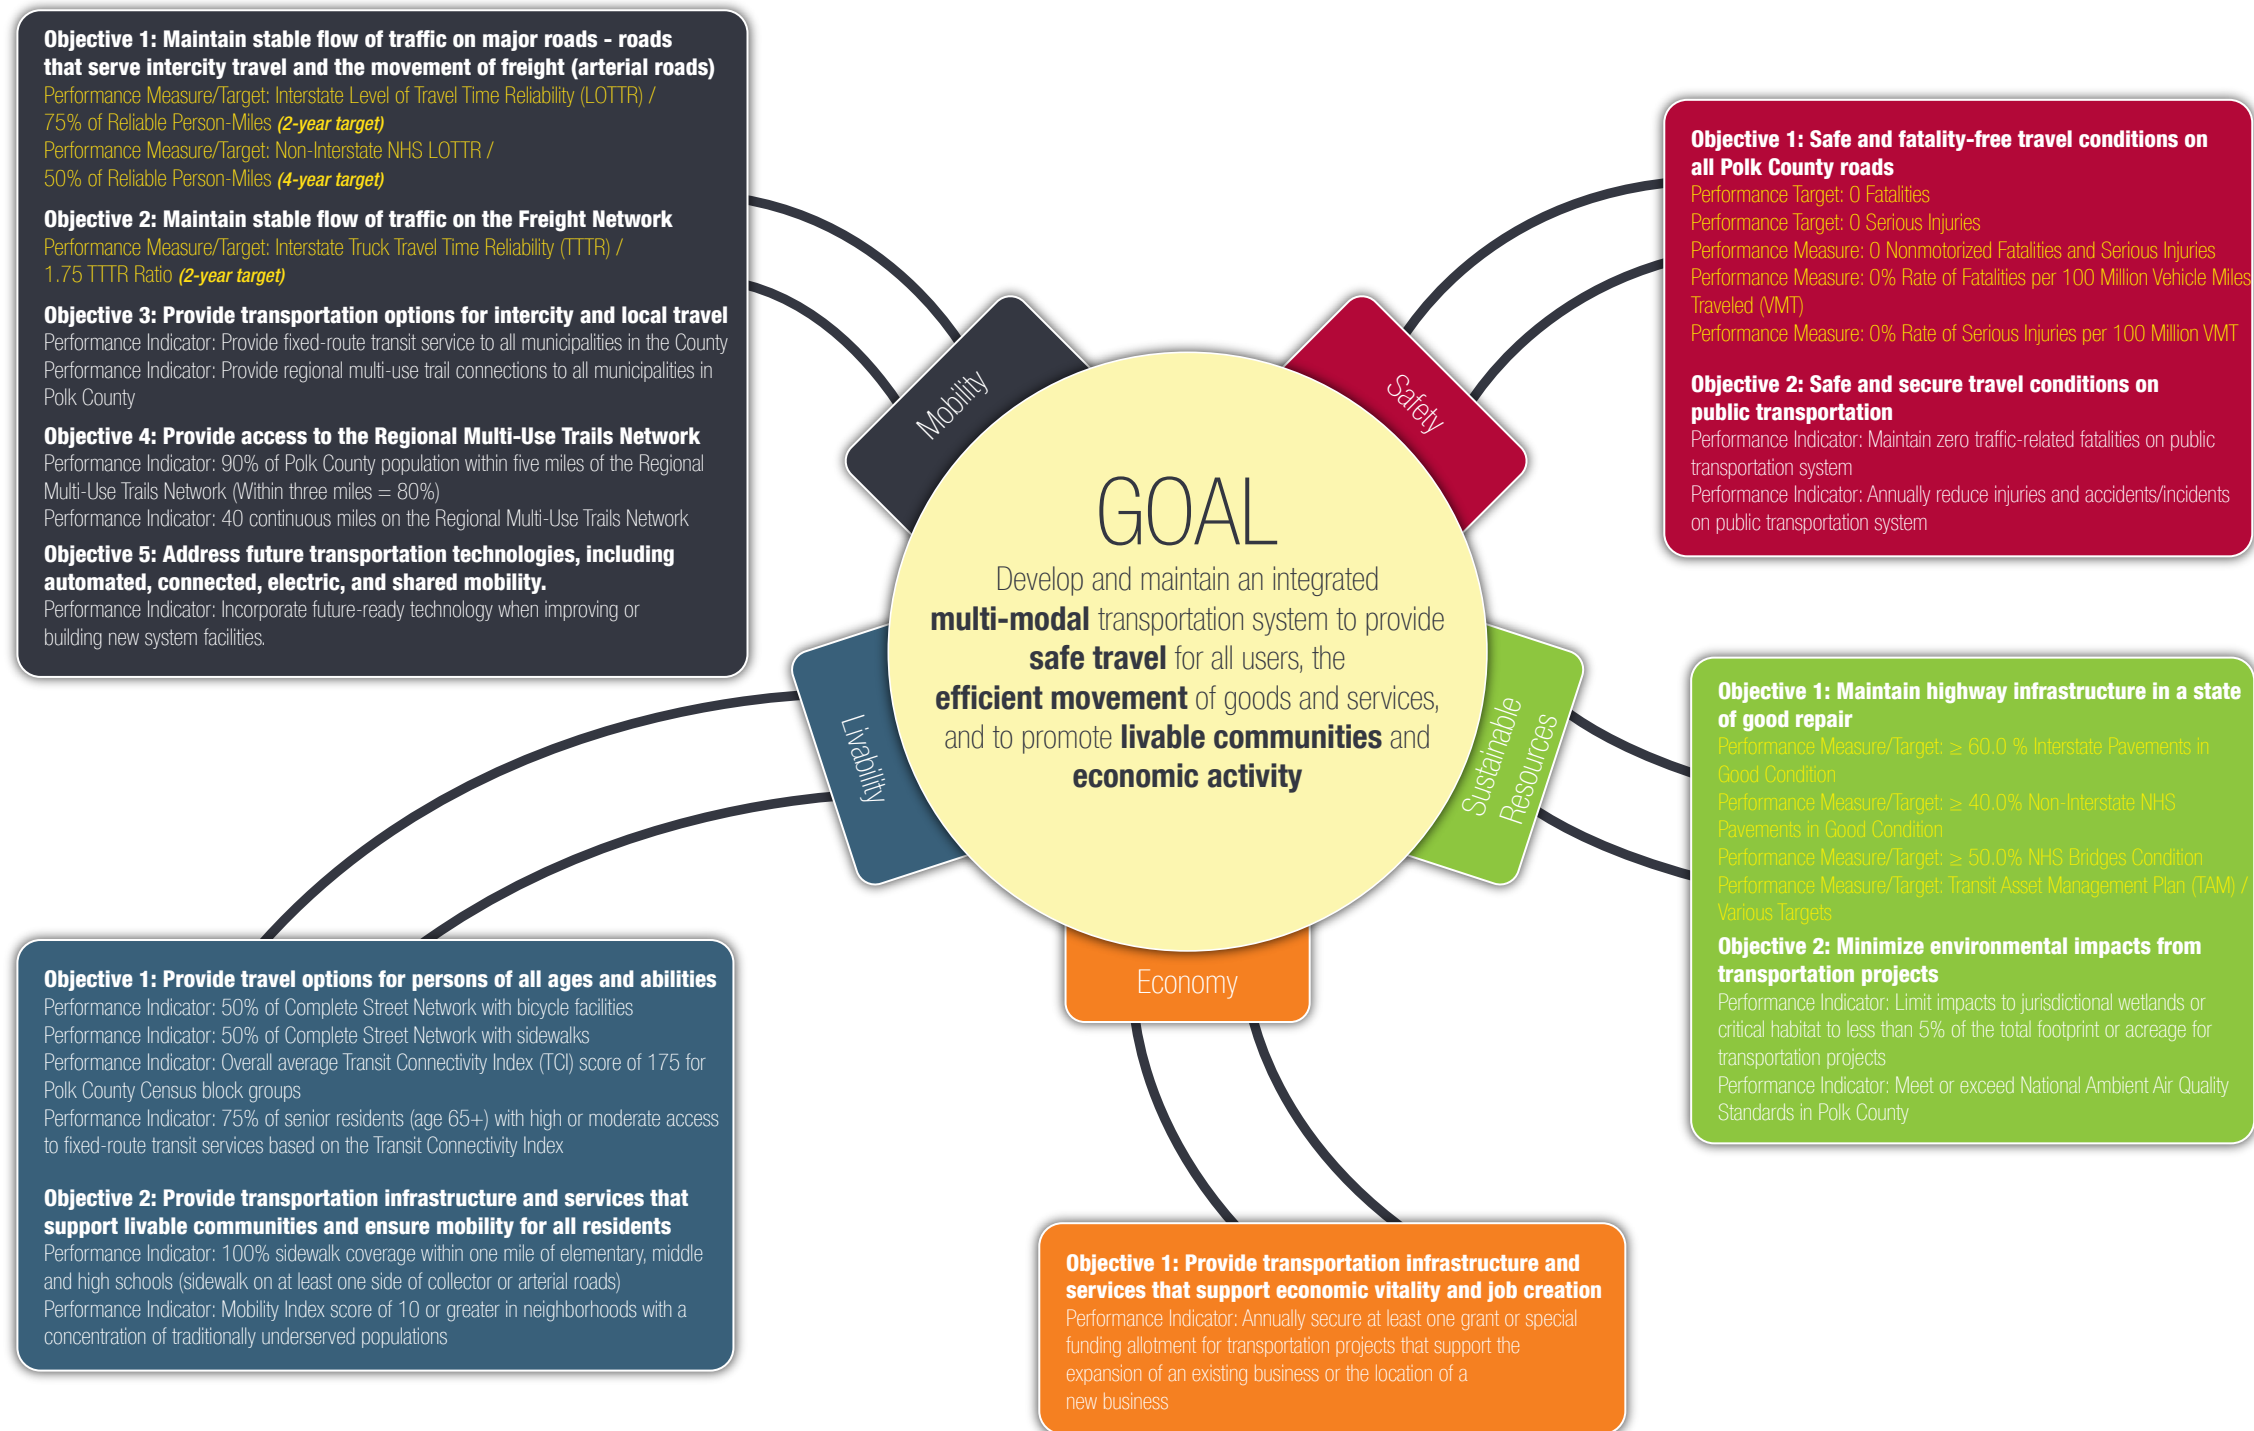 Objective 1: Maintain stable flow of traffic on major roads - roads
that serve intercity travel and the movement of freight (arterial roads)
Performance Measure/Target: Interstate Level of Travel Time Reliability (LOTTR) /
75% of Reliable Person-Miles (2-year target)
Performance Measure/Target: Non-Interstate NHS LOTTR /
50% of Reliable Person-Miles (4-year target)
Objective 2: Maintain stable flow of traffic on the Freight Network
Performance Measure/Target: Interstate Truck Travel Time Reliability (TTTR) /
1.75 TTTR Ratio (2-year target)
Objective 3: Provide transportation options for intercity and local travel
Performance Indicator: Provide fixed-route transit service to all municipalities in the County
Performance Indicator: Provide regional multi-use trail connections to all municipalities in
Polk County
Objective 4: Provide access to the Regional Multi-Use Trails Network
Performance Indicator: 90% of Polk County population within five miles of the Regional
Multi-Use Trails Network (Within three miles = 80%)
Performance Indicator: 40 continuous miles on the Regional Multi-Use Trails Network
Objective 5: Address future transportation technologies, including
automated, connected, electric, and shared mobility.
Performance Indicator: Incorporate future-ready technology when improving or
building new system facilities.
Objective 1: Safe and fatality-free travel conditions on
all Polk County roads
Performance Target: 0 Fatalities
Performance Target: 0 Serious Injuries
Performance Measure: 0 Nonmotorized Fatalities and Serious Injuries
Performance Measure: 0% Rate of Fatalities per 100 Million Vehicle Miles
Traveled (VMT)
Performance Measure: 0% Rate of Serious Injuries per 100 Million VMT
Objective 2: Safe and secure travel conditions on
public transportation
Performance Indicator: Maintain zero traffic-related fatalities on public
transportation system
Performance Indicator: Annually reduce injuries and accidents/incidents
on public transportation system
Mobility
Safety
GOAL
Develop and maintain an integrated
multi-modal transportation system to provide
safe travel for all users, the
efficient movement of goods and services,
and to promote livable communities and
economic activity
Livability
Sustainable
Resources
Economy
Objective 1: Maintain highway infrastructure in a state
of good repair
Performance Measure/Target: ≥ 60.0 % Interstate Pavements in
Good Condition
Performance Measure/Target: ≥ 40.0% Non-Interstate NHS
Pavements in Good Condition
Performance Measure/Target: ≥ 50.0% NHS Bridges Condition
Performance Measure/Target: Transit Asset Management Plan (TAM) /
Various Targets
Objective 2: Minimize environmental impacts from
transportation projects
Performance Indicator: Limit impacts to jurisdictional wetlands or
critical habitat to less than 5% of the total footprint or acreage for
transportation projects
Performance Indicator: Meet or exceed National Ambient Air Quality
Standards in Polk County
Objective 1: Provide travel options for persons of all ages and abilities
Performance Indicator: 50% of Complete Street Network with bicycle facilities
Performance Indicator: 50% of Complete Street Network with sidewalks
Performance Indicator: Overall average Transit Connectivity Index (TCI) score of 175 for
Polk County Census block groups
Performance Indicator: 75% of senior residents (age 65+) with high or moderate access
to fixed-route transit services based on the Transit Connectivity Index
Objective 2: Provide transportation infrastructure and services that
support livable communities and ensure mobility for all residents
Performance Indicator: 100% sidewalk coverage within one mile of elementary, middle
and high schools (sidewalk on at least one side of collector or arterial roads)
Performance Indicator: Mobility Index score of 10 or greater in neighborhoods with a
concentration of traditionally underserved populations
Objective 1: Provide transportation infrastructure and
services that support economic vitality and job creation
Performance Indicator: Annually secure at least one grant or special
funding allotment for transportation projects that support the
expansion of an existing business or the location of a
new business